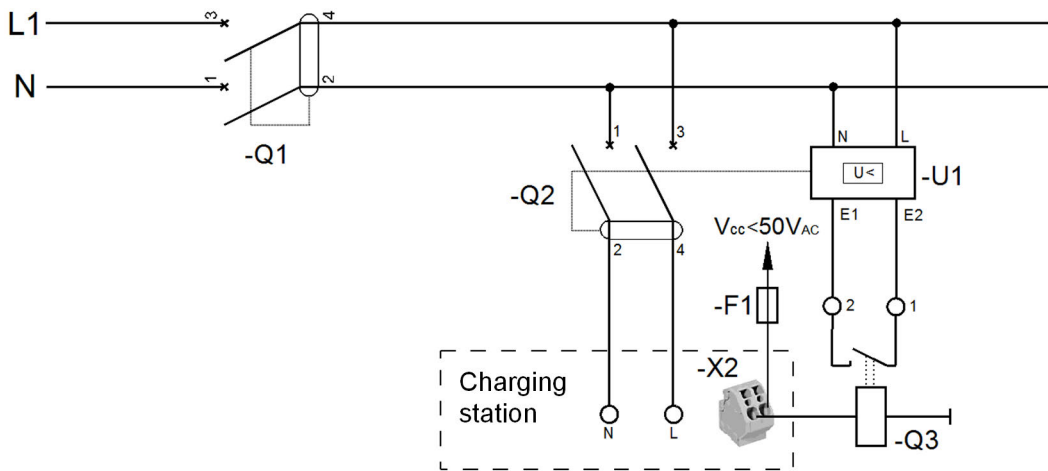 L1
3
4
N
1
2
-Q1
1
3
N
L
-Q2
U<
-U1
2
4
Vcc<50VAC
E1
E2
-F1
2
1
-X2
Charging
station
N
L
-Q3